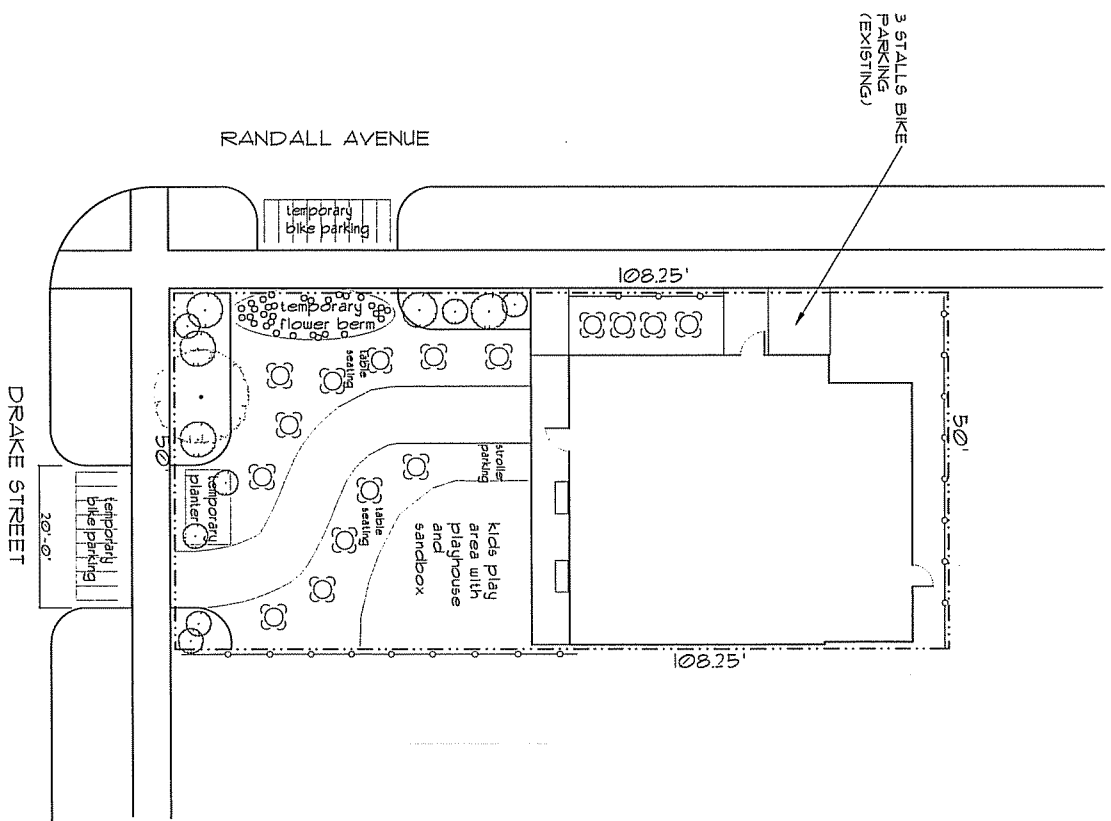 3 STALLS BIKE
PARKING
(EXISTING)
RANDALL AVENUE
temporary
bike parking
108.25'
temporary
flower berm
table
seating
50'
50'
stroller
parking
temporary
planter
table
seating
kids play
area with
playhouse
and
sandbox
DRAKE STREET
20'-0"
temporary
bike parking
108.25'